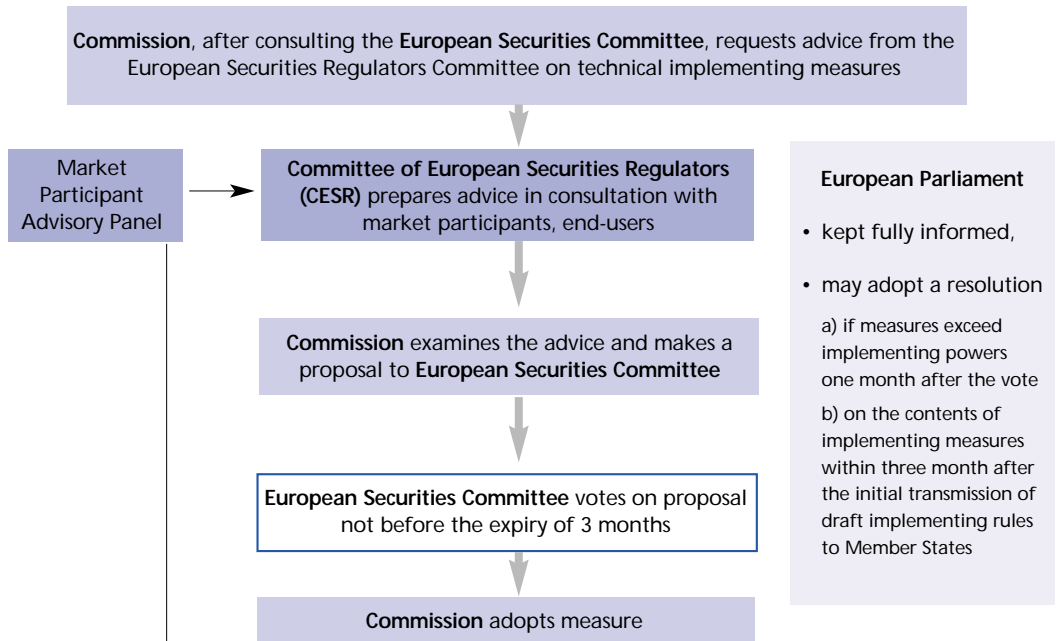 Commission, after consulting the European Securities Committee, requests advice from the
European Securities Regulators Committee on technical implementing measures
Market
Participant
Advisory Panel
Committee of European Securities Regulators
(CESR) prepares advice in consultation with
market participants, end-users
Commission examines the advice and makes a
proposal to European Securities Committee
European Securities Committee votes on proposal
not before the expiry of 3 months
Commission adopts measure
European Parliament
• kept fully informed,
• may adopt a resolution
a) if measures exceed
implementing powers
one month after the vote
b) on the contents of
implementing measures
within three month after
the initial transmission of
draft implementing rules
to Member States